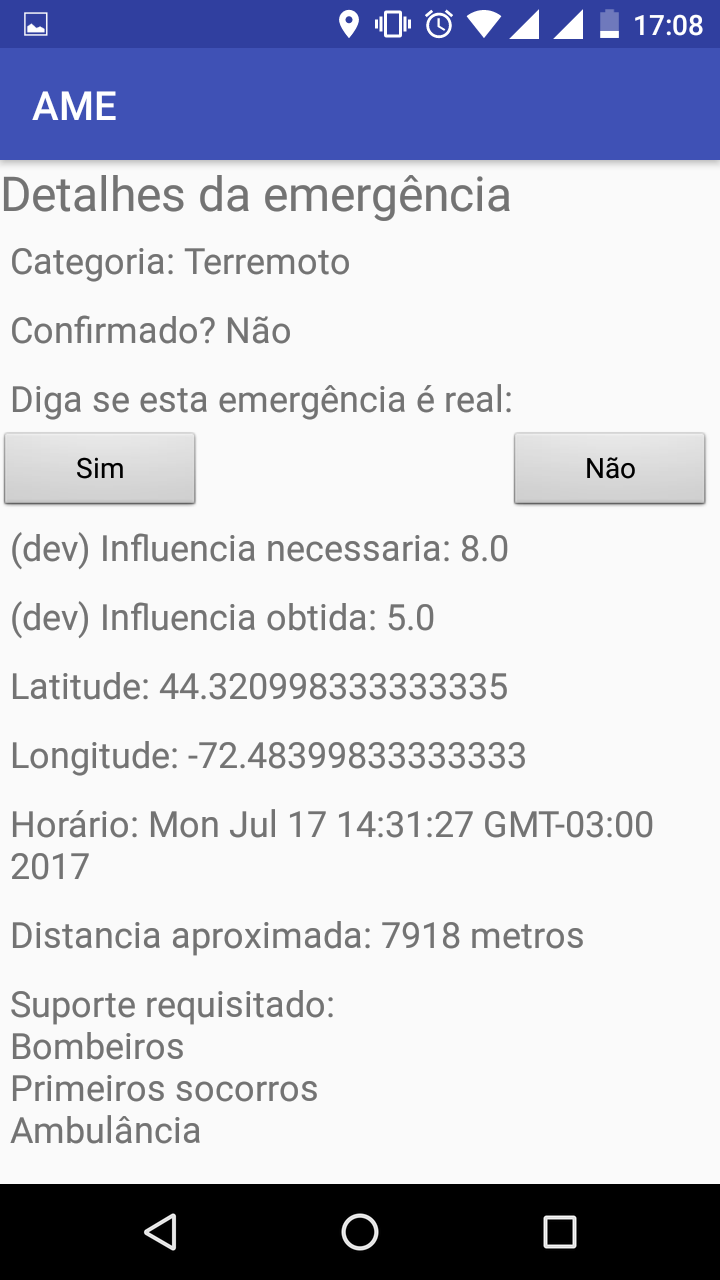 17:08
AME
Detalhes da emergência
Categoria: Terremoto
Confirmado? Não
Diga se esta emergência é real:
Sim
Não
(dev) Influencia necessaria: 8.0
(dev) Influencia obtida: 5.0
Latitude: 44.320998333333335
Longitude: -72.48399833333333
Horário: Mon Jul 17 14:31:27 GMT-03:00
2017
Distancia aproximada: 7918 metros
Suporte requisitado:
Bombeiros
Primeiros socorros
Ambulância